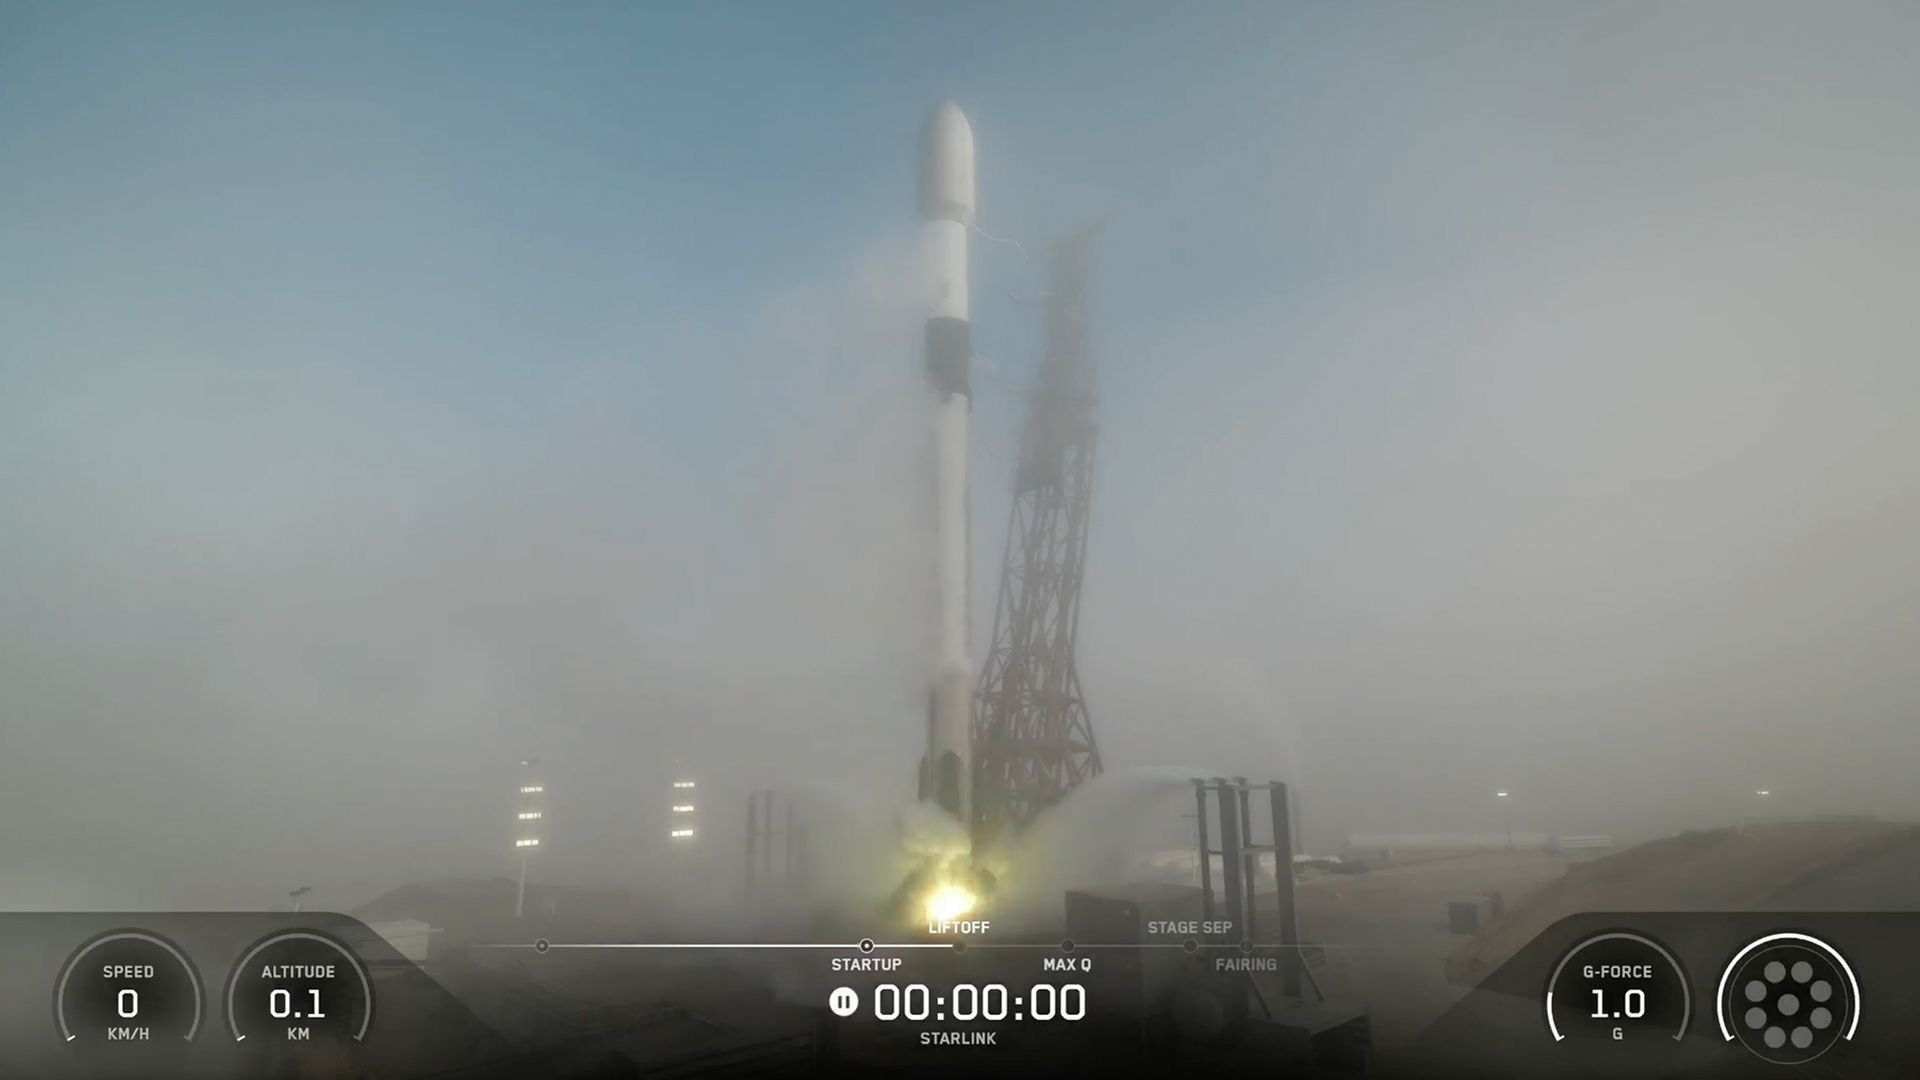 LIFTOFF
STAGE SEP
STARTUP
MAX Q
FAIRING
SPEED
0
KM/H
ALTITUDE
0.1
KM
00:00:00
STARLINK
G-FORCE
1.0
G